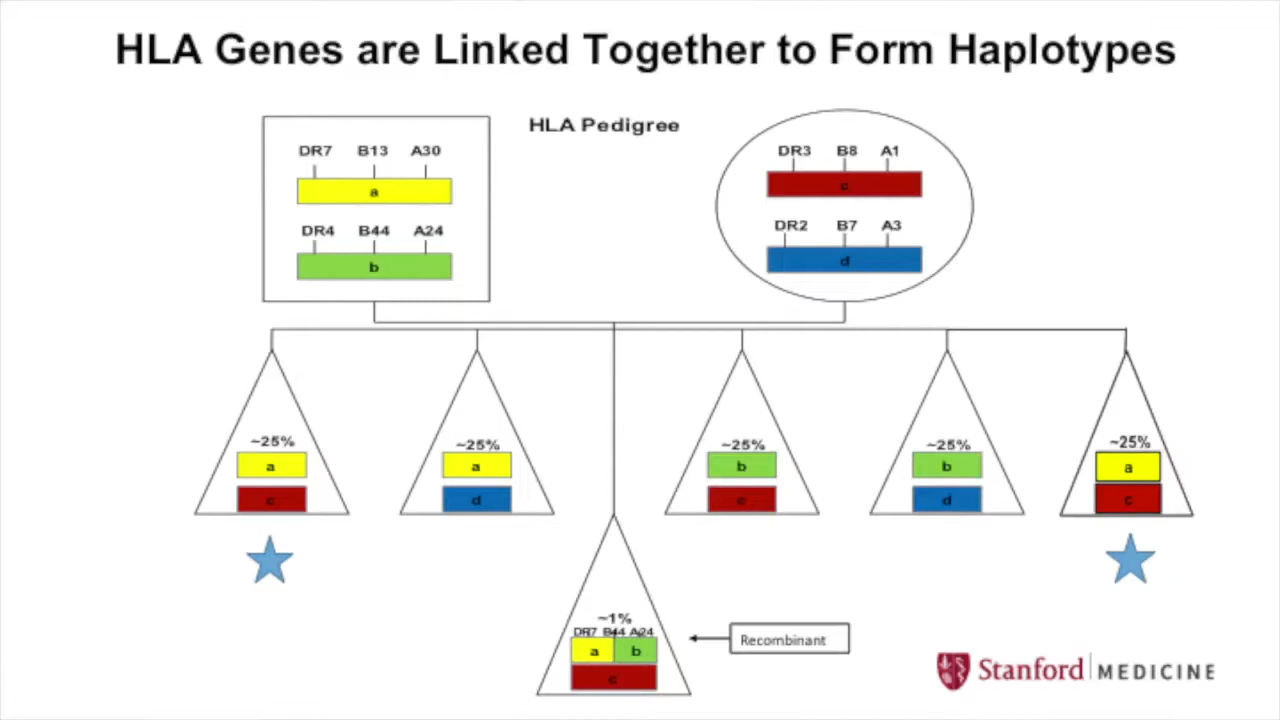 HLA Genes are Linked Together to Form Haplotypes
HLA Pedigree
DR7 B13 A30
a
DR4 B44 A24
b
DR3 B8 A1
c
DR2 B7 A3
d
~25%
a
c
~25%
a
d
~25%
b
c
~25%
b
d
~25%
a
c
~1%
DR7 B44 A24
a b
c
Recombinant
Stanford MEDICINE